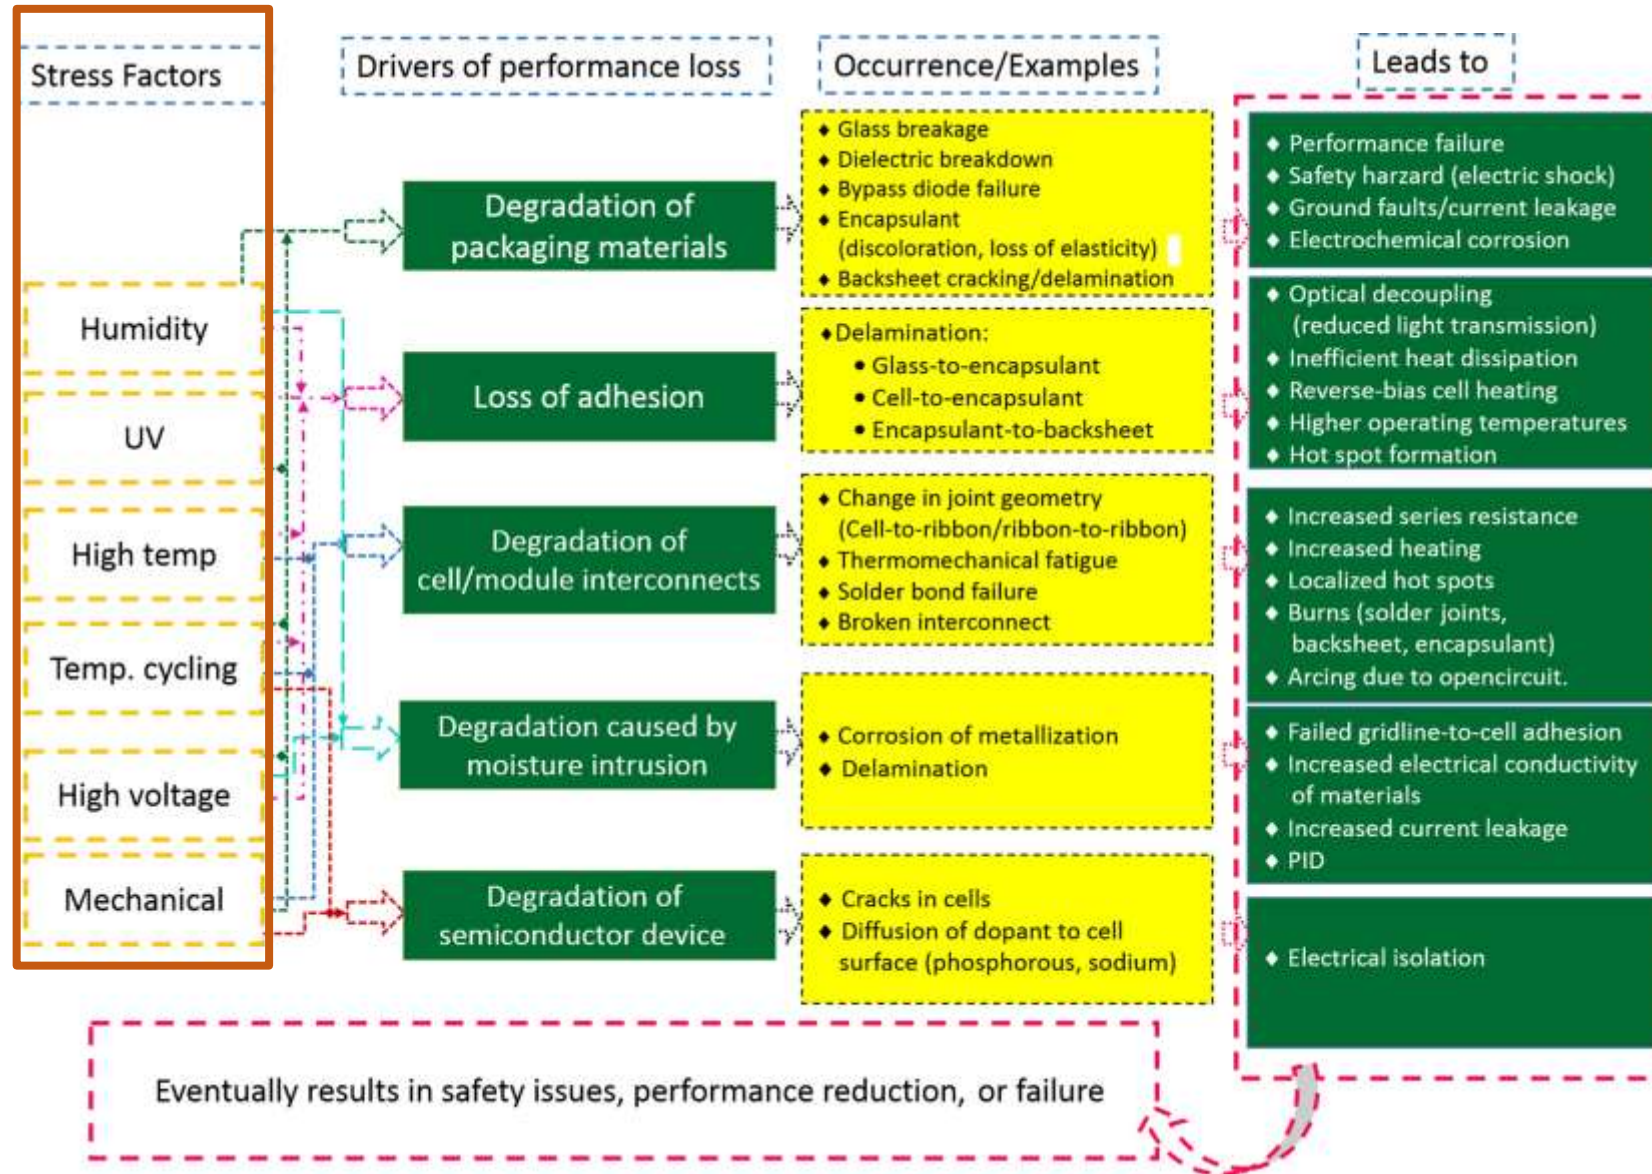 Stress Factors
Humidity
UV
High temp
Temp. cycling
High voltage
Mechanical
Drivers of performance loss
Degradation of
packaging materials
Loss of adhesion
Degradation of
cell/module interconnects
Degradation caused by
moisture intrusion
Degradation of
semiconductor device
Occurrence/Examples
♦ Glass breakage
♦ Dielectric breakdown
♦ Bypass diode failure
♦ Encapsulant
(discoloration, loss of elasticity)
♦ Backsheet cracking/delamination
♦Delamination:
• Glass-to-encapsulant
• Cell-to-encapsulant
• Encapsulant-to-backsheet
♦ Change in joint geometry
(Cell-to-ribbon/ribbon-to-ribbon)
♦ Thermomechanical fatigue
♦ Solder bond failure
♦ Broken interconnect
♦ Corrosion of metallization
♦ Delamination
♦ Cracks in cells
♦ Diffusion of dopant to cell
surface (phosphorous, sodium)
Leads to
♦ Performance failure
♦ Safety harzard (electric shock)
♦ Ground faults/current leakage
♦ Electrochemical corrosion
♦ Optical decoupling
(reduced light transmission)
♦ Inefficient heat dissipation
♦ Reverse-bias cell heating
♦ Higher operating temperatures
♦ Hot spot formation
♦ Increased series resistance
♦ Increased heating
♦ Localized hot spots
♦ Burns (solder joints,
backsheet, encapsulant)
♦ Arcing due to opencircuit.
♦ Failed gridline-to-cell adhesion
♦ Increased electrical conductivity
of materials
♦ Increased current leakage
♦ PID
♦ Electrical isolation
Eventually results in safety issues, performance reduction, or failure